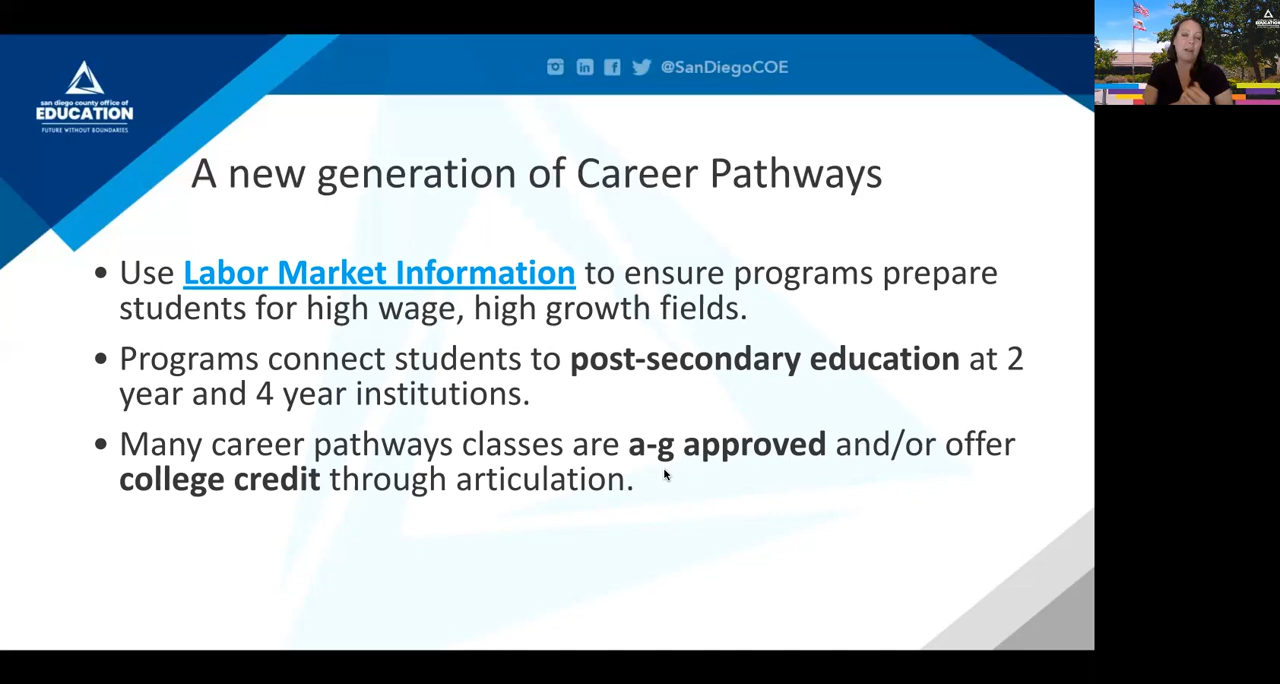 @SanDiegoCOE
san diego county office of
EDUCATION
FUTURE WITHOUT BOUNDARIES
A new generation of Career Pathways
• Use Labor Market Information to ensure programs prepare
students for high wage, high growth fields.
• Programs connect students to post-secondary education at 2
year and 4 year institutions.
• Many career pathways classes are a-g approved and/or offer
college credit through articulation.
EDUCATION